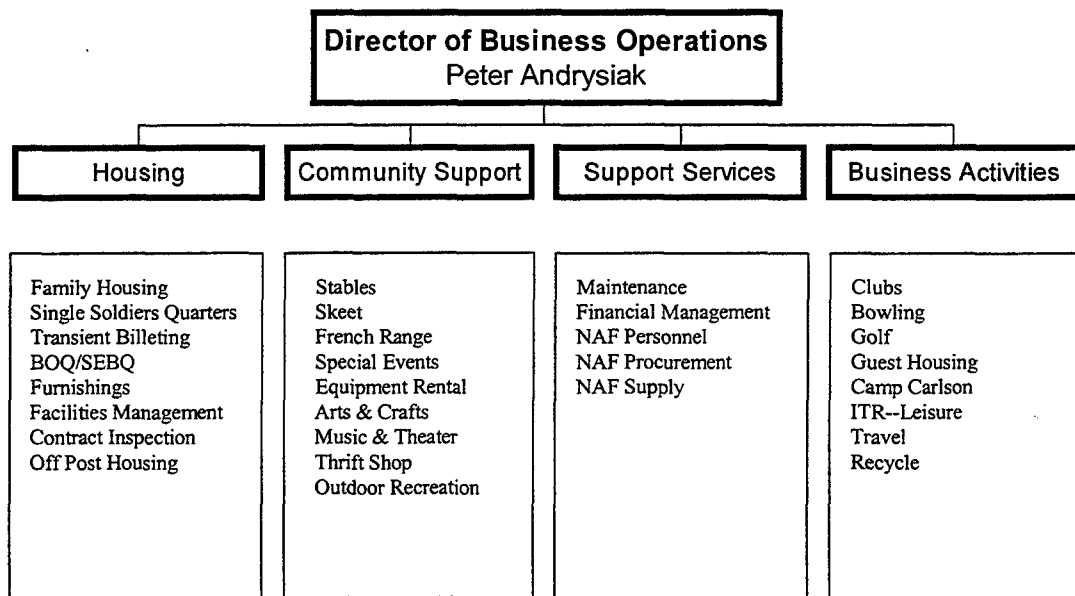 Director of Business Operations
Peter Andrysiak
Housing
Community Support
Support Services
Business Activities
Family Housing
Single Soldiers Quarters
Transient Billeting
BOQ/SEBQ
Furnishings
Facilities Management
Contract Inspection
Off Post Housing
Stables
Skeet
French Range
Special Events
Equipment Rental
Arts & Crafts
Music & Theater
Thrift Shop
Outdoor Recreation
Maintenance
Financial Management
NAF Personnel
NAF Procurement
NAF Supply
Clubs
Bowling
Golf
Guest Housing
Camp Carlson
ITR--Leisure
Travel
Recycle